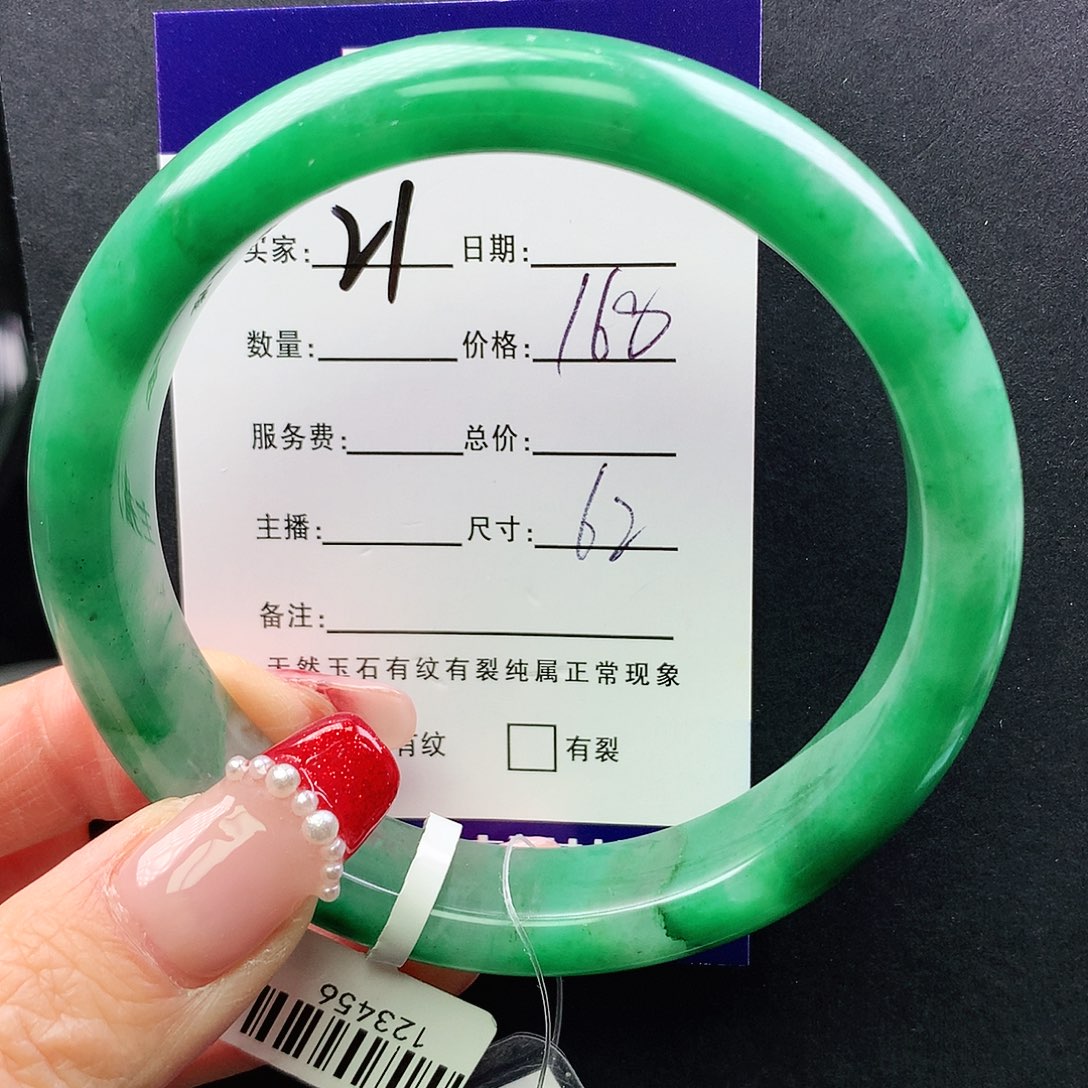 买家: 日期:
数量: 价格: 168
服务费: 总价:
主播: 尺寸: 62
备注:
天然玉石有纹有裂纯属正常现象
有纹 有裂
123456